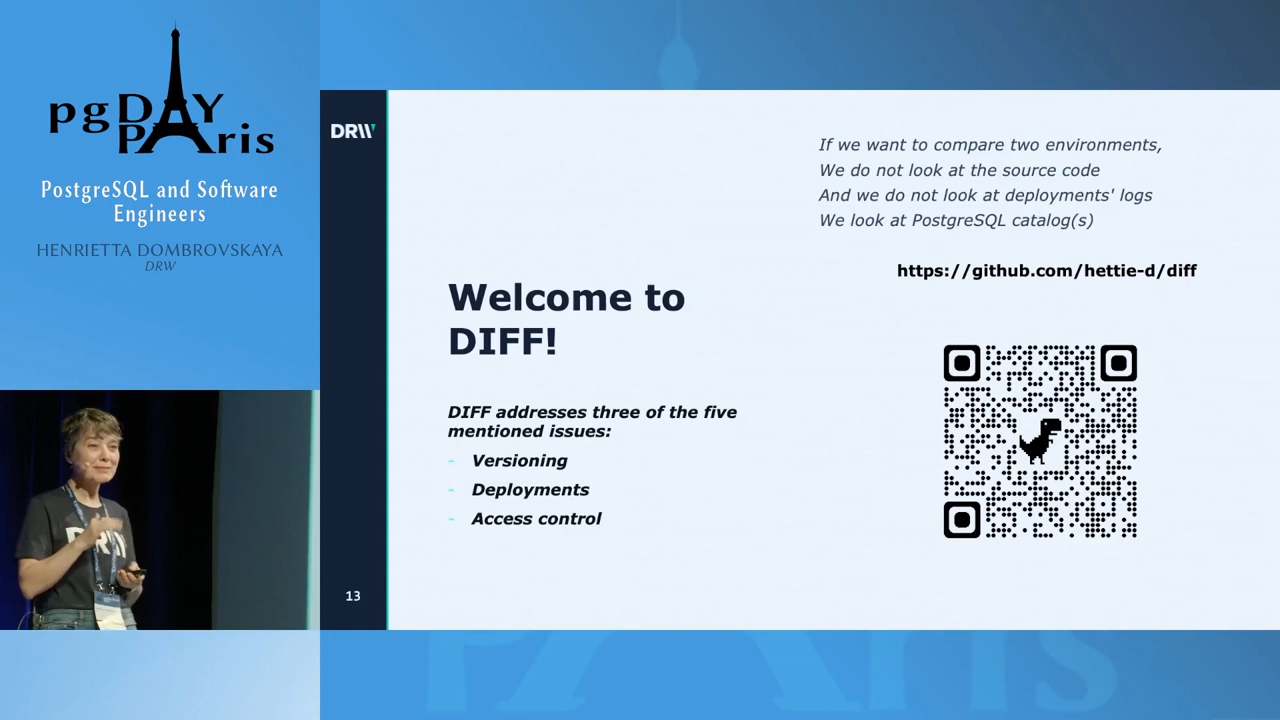 pgDAY
PAris
PostgreSQL and Software
Engineers
HENRIETTA DOMBROVSKAYA
DRW
DRW
If we want to compare two environments,
We do not look at the source code
And we do not look at deployments' logs
We look at PostgreSQL catalog(s)
https://github.com/hettie-d/diff
Welcome to
DIFF!
DIFF addresses three of the five
mentioned issues:
- Versioning
- Deployments
- Access control
DRW
13